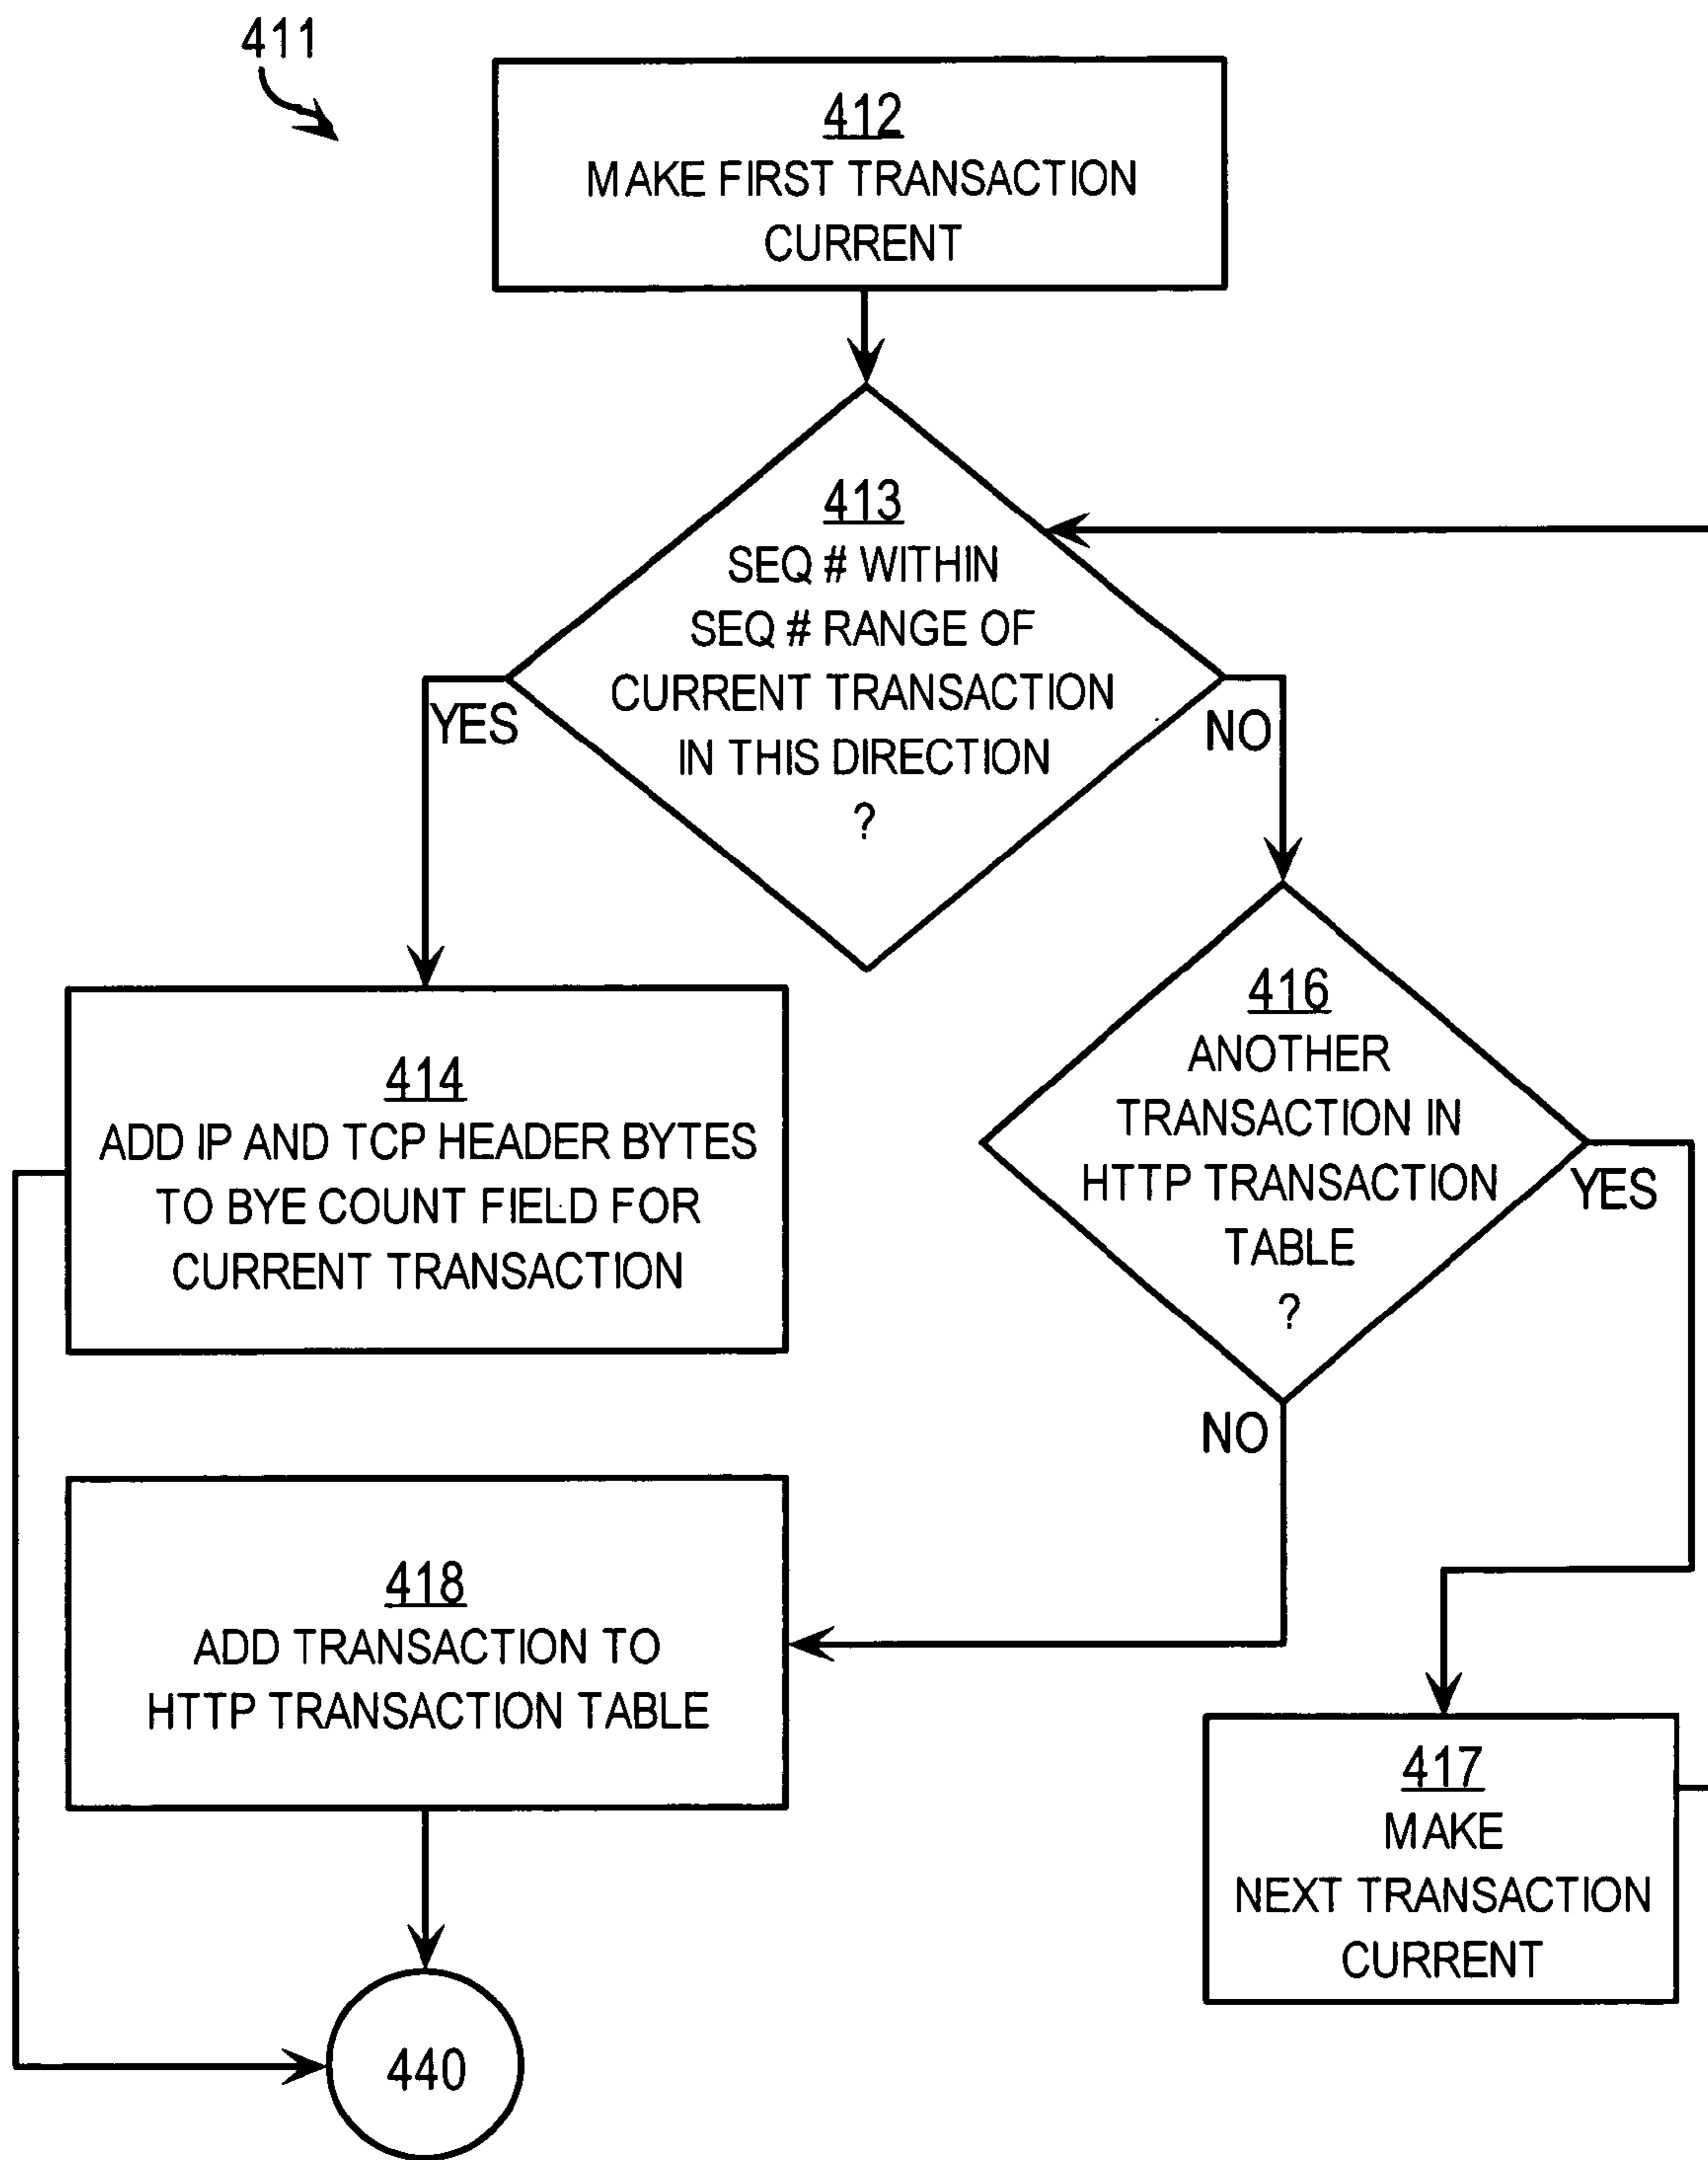 411
412
MAKE FIRST TRANSACTION
CURRENT
413
SEQ # WITHIN
SEQ # RANGE OF
CURRENT TRANSACTION
IN THIS DIRECTION
?
YES
NO
414
ADD IP AND TCP HEADER BYTES
TO BYE COUNT FIELD FOR
CURRENT TRANSACTION
416
ANOTHER
TRANSACTION IN
HTTP TRANSACTION
TABLE
?
YES
NO
418
ADD TRANSACTION TO
HTTP TRANSACTION TABLE
417
MAKE
NEXT TRANSACTION
CURRENT
440